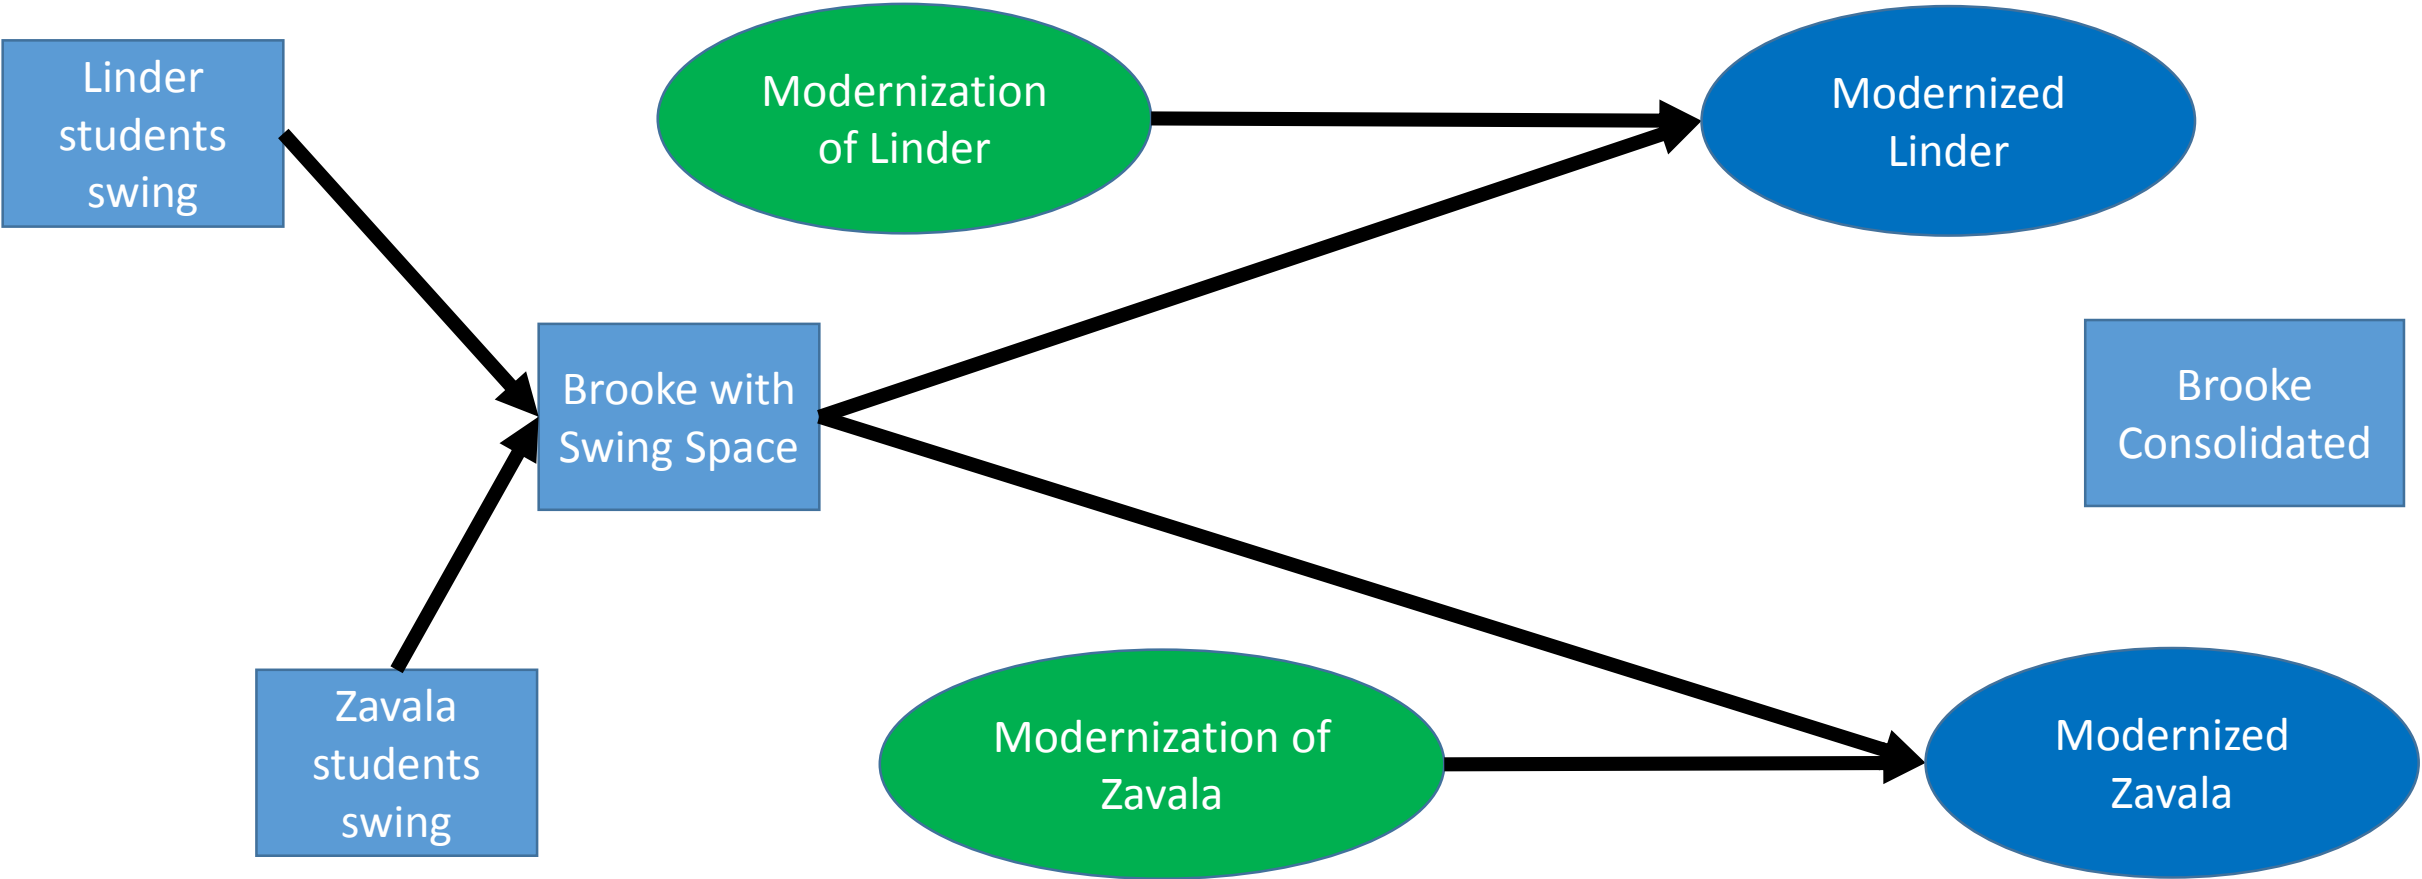 Linder
students
swing
Modernization
of Linder
Modernized
Linder
Brooke with
Swing Space
Brooke
Consolidated
Zavala
students
swing
Modernization of
Zavala
Modernized
Zavala